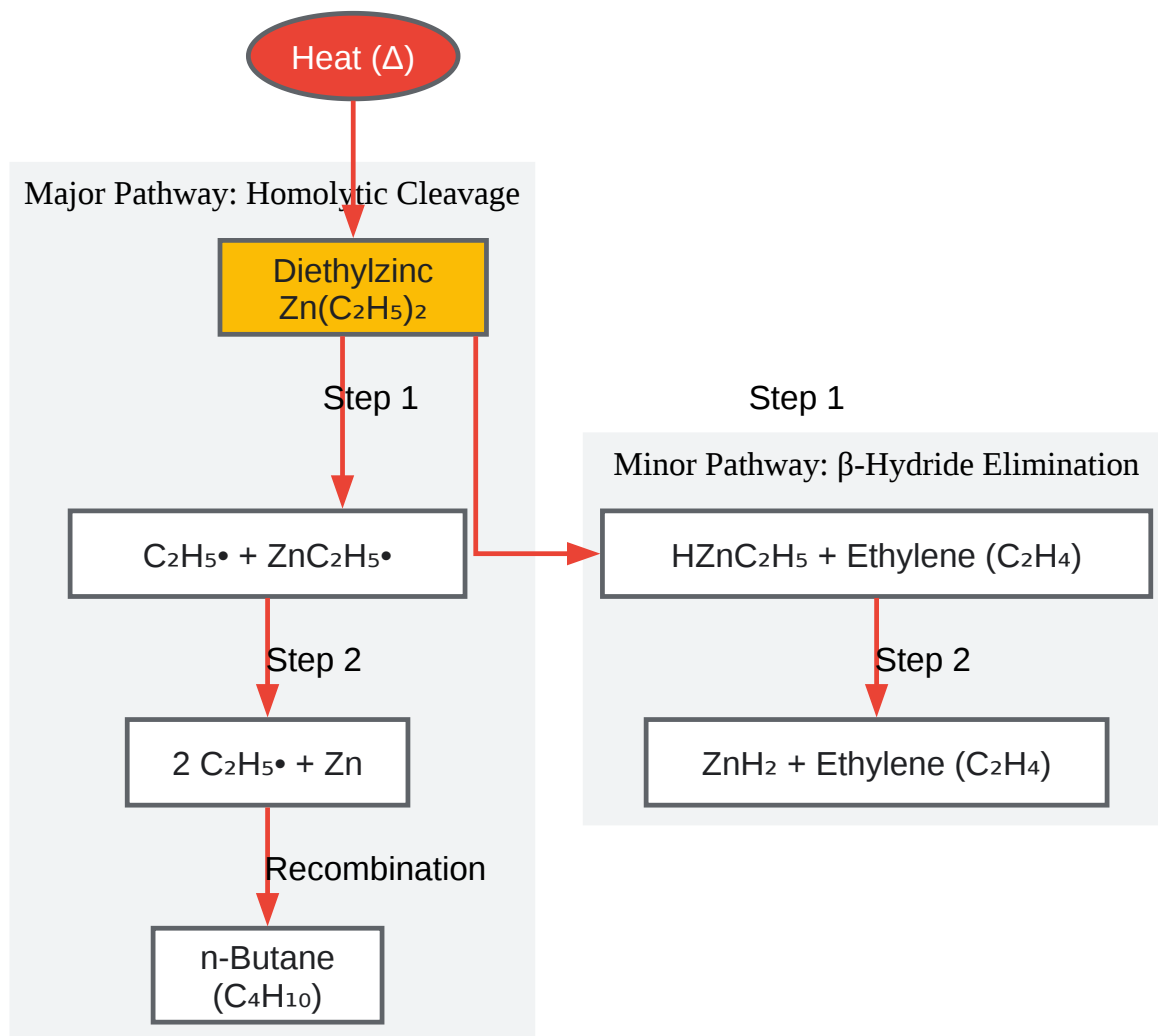 Heat (Δ)
Major Pathway: Homolytic Cleavage
Diethylzinc
Zn(C₂H₅)₂
Step 1
Step 1
Minor Pathway: β-Hydride Elimination
C₂H₅• + ZnC₂H₅•
HZnC₂H₅ + Ethylene (C₂H₄)
Step 2
Step 2
2 C₂H₅• + Zn
ZnH₂ + Ethylene (C₂H₄)
Recombination
n-Butane
(C₄H₁₀)